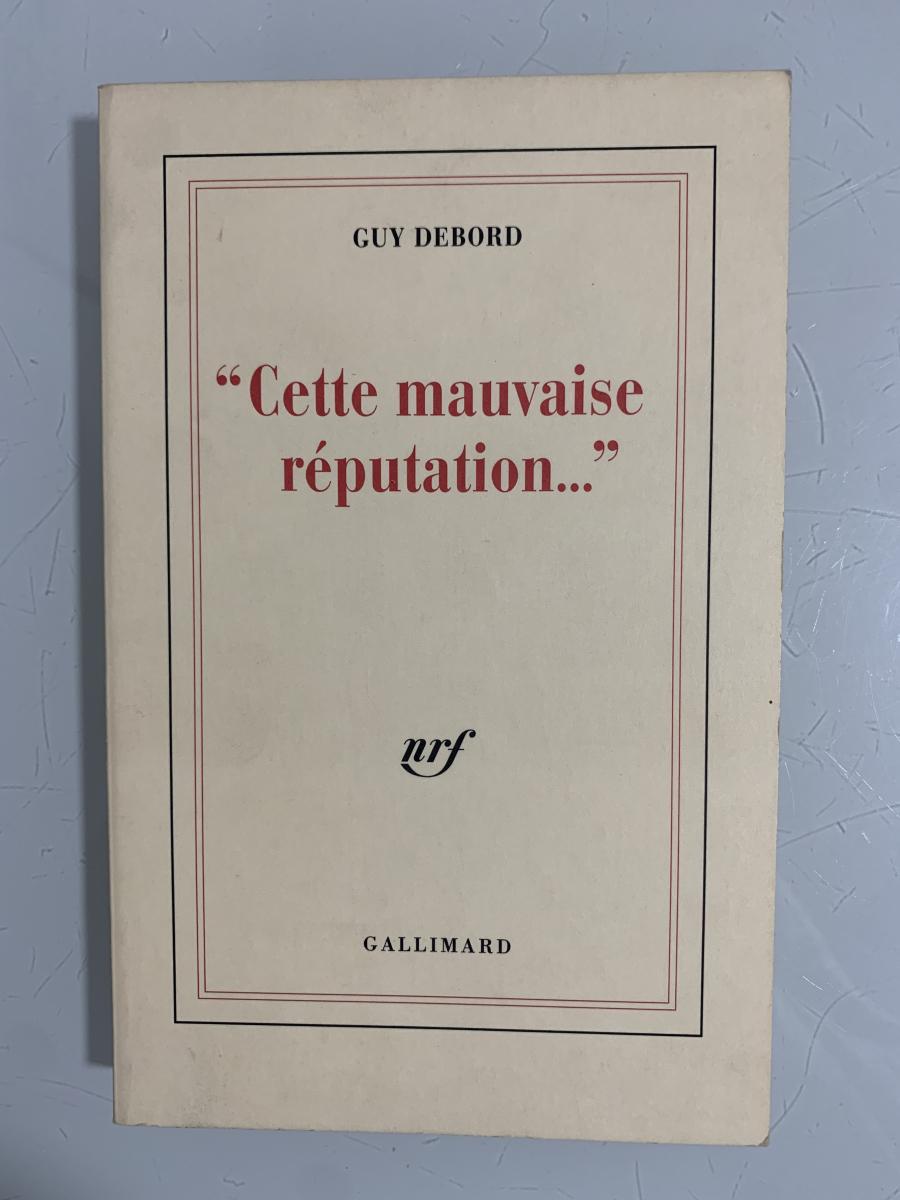 GUY DEBORD
“Cette mauvaise
réputation...”
nrf
GALLIMARD